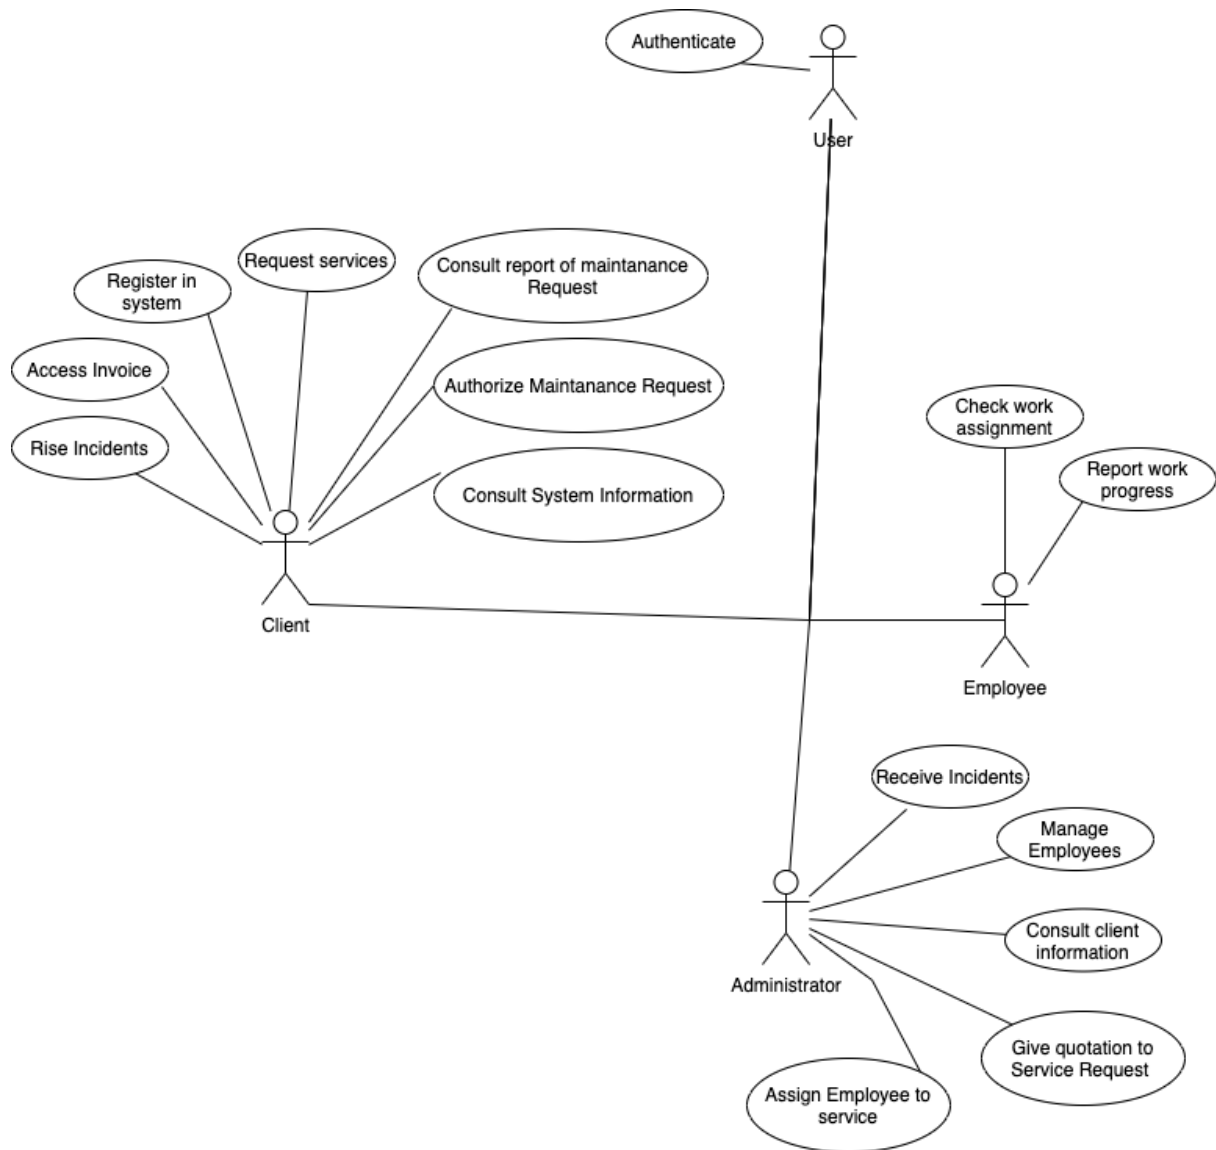 Authenticate
User
Request services
Consult report of maintanance
Request
Register in
system
Access Invoice
Authorize Maintanance Request
Rise Incidents
Consult System Information
Check work
assignment
Report work
progress
Client
Employee
Receive Incidents
Manage
Employees
Consult client
information
Administrator
Give quotation to
Service Request
Assign Employee to
service